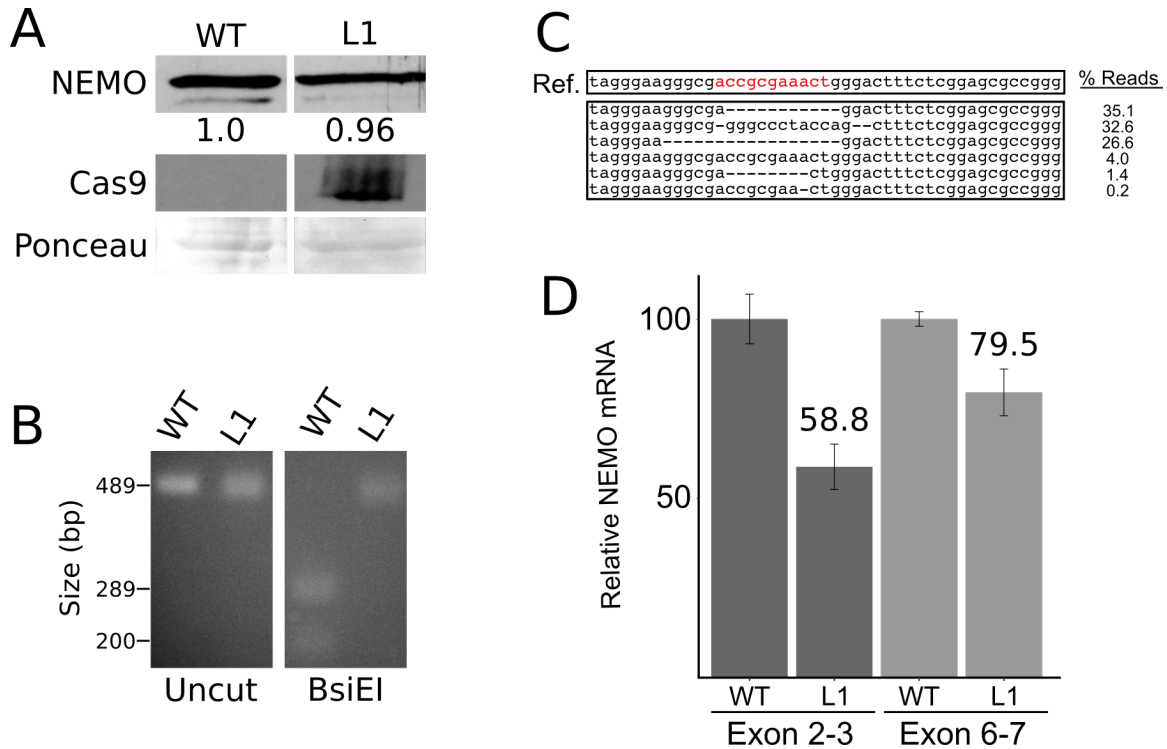 A
WT L1
NEMO
1.0 0.96
Cas9
Ponceau
B
WT L1 WT L1
Size (bp)
489
289
200
Uncut BsiEI
C
% Reads
Ref. tagggaagggcgaccgcgaaactgggactttctcggagcgccggg
tagggaagggcga-----------ggactttctcggagcgccggg 35.1
tagggaagggcg-gggccctaccag--ctttctcggagcgccggg 32.6
tagggaa-----------------ggactttctcggagcgccggg 26.6
tagggaagggcgaccgcgaaactgggactttctcggagcgccggg 4.0
tagggaagggcga--------ctgggactttctcggagcgccggg 1.4
tagggaagggcgaccgcgaa-ctgggactttctcggagcgccggg 0.2
D
Relative NEMO mRNA
100
50
58.8
79.5
WT L1 WT L1
Exon 2-3 Exon 6-7